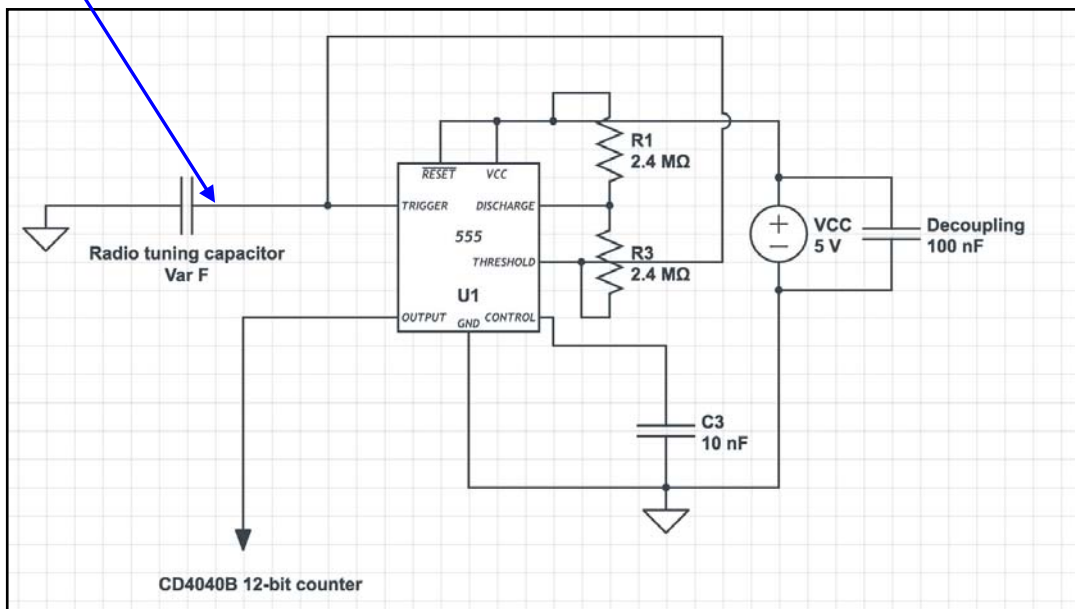 RESET
VCC
R1
2.4 MΩ
TRIGGER
DISCHARGE
555
THRESHOLD
R3
2.4 MΩ
U1
OUTPUT
GND
CONTROL
Radio tuning capacitor
Var F
VCC
5 V
+
−
Decoupling
100 nF
C3
10 nF
CD4040B 12-bit counter